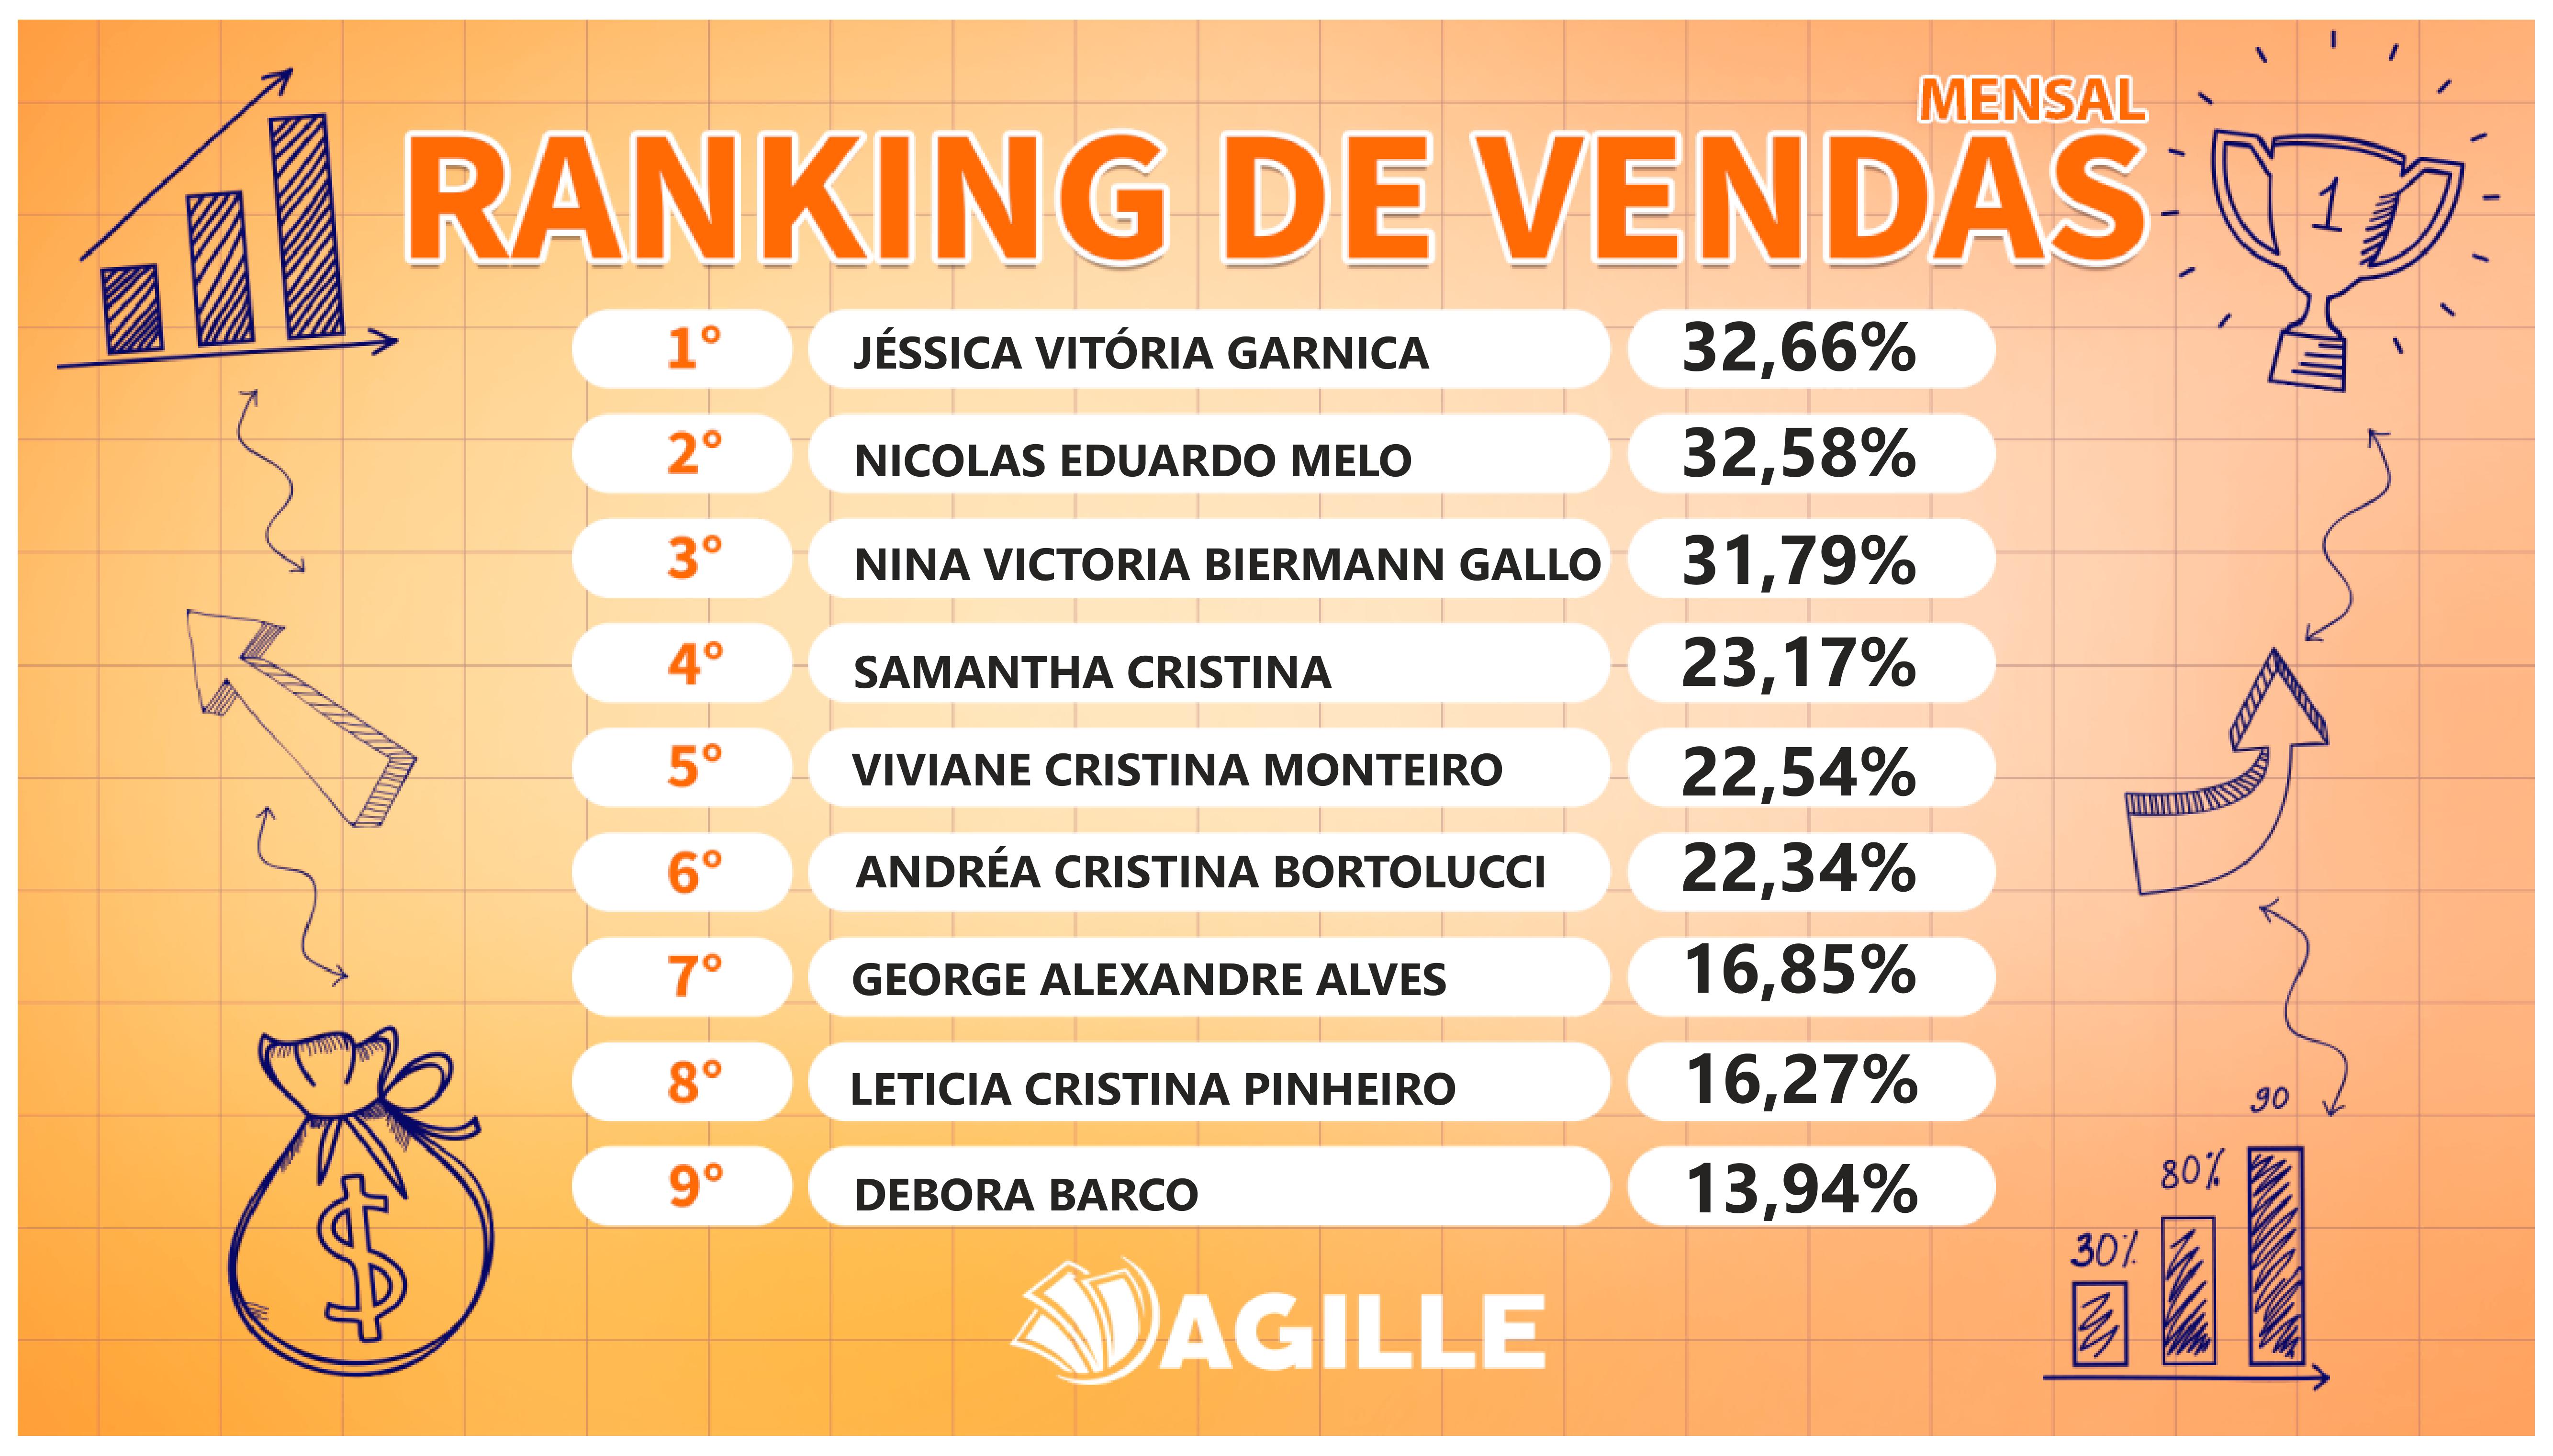 MENSAL
RANKING DE VENDAS
1
1° JÉSSICA VITÓRIA GARNICA 32,66%
2° NICOLAS EDUARDO MELO 32,58%
3° NINA VICTORIA BIERMANN GALLO 31,79%
4° SAMANTHA CRISTINA 23,17%
5° VIVIANE CRISTINA MONTEIRO 22,54%
6° ANDRÉA CRISTINA BORTOLUCCI 22,34%
7° GEORGE ALEXANDRE ALVES 16,85%
8° LETICIA CRISTINA PINHEIRO 16,27%
9° DEBORA BARCO 13,94%
$
30%
80%
90
AGILLE